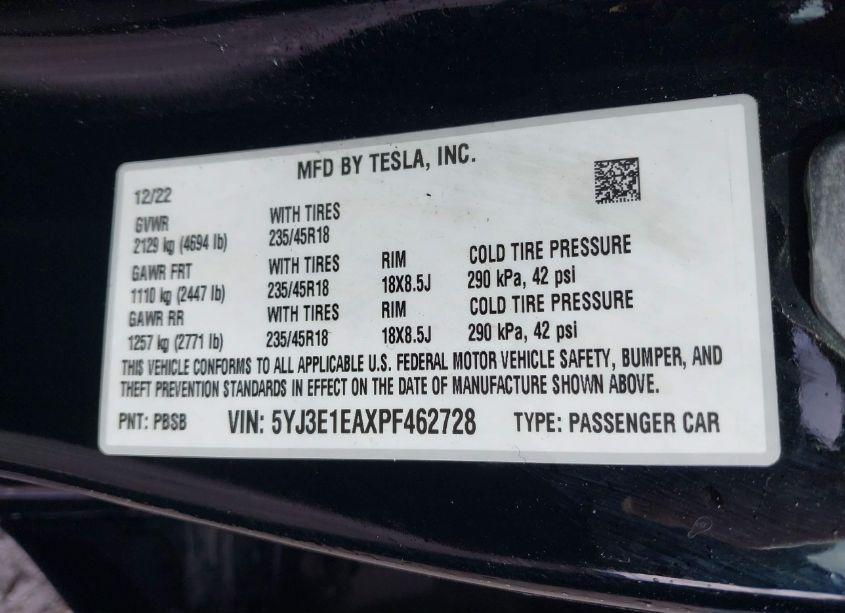 MFD BY TESLA, INC.
12/22
GVWR WITH TIRES
2129 kg (4694 lb) 235/45R18
GAWR FRT WITH TIRES RIM COLD TIRE PRESSURE
1110 kg (2447 lb) 235/45R18 18X8.5J 290 kPa, 42 psi
GAWR RR WITH TIRES RIM COLD TIRE PRESSURE
1257 kg (2771 lb) 235/45R18 18X8.5J 290 kPa, 42 psi
THIS VEHICLE CONFORMS TO ALL APPLICABLE U.S. FEDERAL MOTOR VEHICLE SAFETY, BUMPER, AND
THEFT PREVENTION STANDARDS IN EFFECT ON THE DATE OF MANUFACTURE SHOWN ABOVE.
PNT: PBSB VIN: 5YJ3E1EAXPF462728 TYPE: PASSENGER CAR